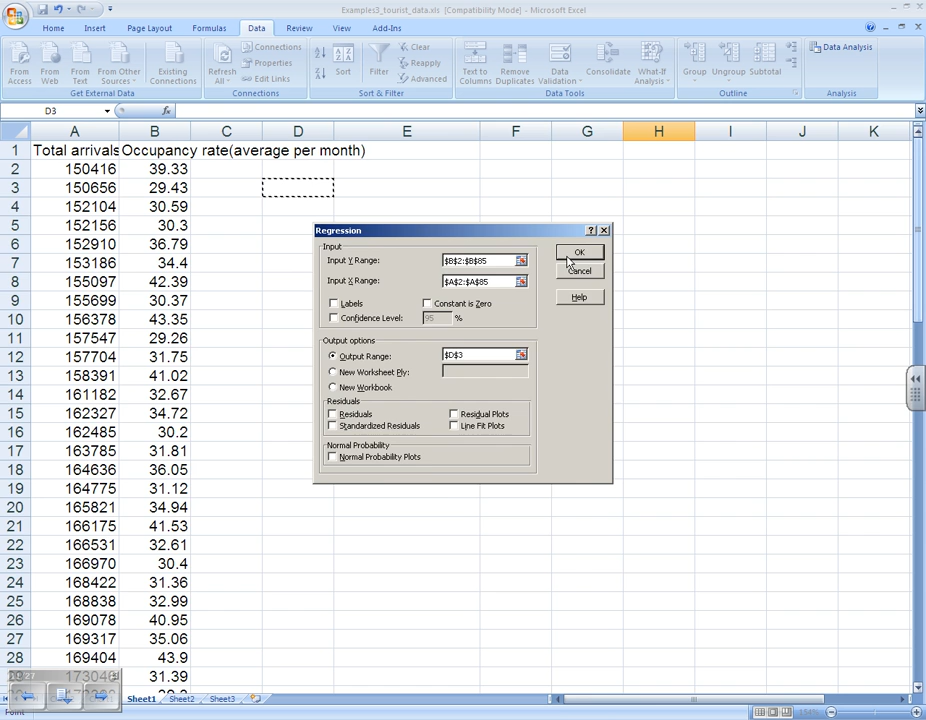 Examples3_tourist_data.xls [Compatibility Mode] - Microsoft Excel
Home Insert Page Layout Formulas Data Review View Add-Ins
From Access
From Web
From Text
From Other Sources
Existing Connections
Get External Data
Refresh All
Connections
Properties
Edit Links
Connections
Sort
Filter
Clear
Reapply
Advanced
Sort & Filter
Text to Columns
Remove Duplicates
Data Validation
Consolidate
What-If Analysis
Data Tools
Group
Ungroup
Subtotal
Outline
Data Analysis
Analysis
D3 fx
A B C D E F G H I J K
1 Total arrivals Occupancy rate(average per month)
2 150416 39.33
3 150656 29.43
4 152104 30.59
5 152156 30.3
6 152910 36.79
7 153186 34.4
8 155097 42.39
9 155699 30.37
10 156378 43.35
11 157547 29.26
12 157704 31.75
13 158391 41.02
14 161182 32.67
15 162327 34.72
16 162485 30.2
17 163785 31.81
18 164636 36.05
19 164775 31.12
20 165821 34.94
21 166175 41.53
22 166531 32.61
23 166970 30.4
24 168422 31.36
25 168838 32.99
26 169078 40.95
27 169317 35.06
28 169404 43.9
31.39
Regression
Input
Input Y Range: $B$2:$B$85
Input X Range: $A$2:$A$85
Labels Constant is Zero
Confidence Level: 95 %
Output options
Output Range: $D$3
New Worksheet Ply:
New Workbook
Residuals
Residuals Residual Plots
Standardized Residuals Line Fit Plots
Normal Probability
Normal Probability Plots
OK
Cancel
Help
Sheet1 Sheet2 Sheet3
Point
154%